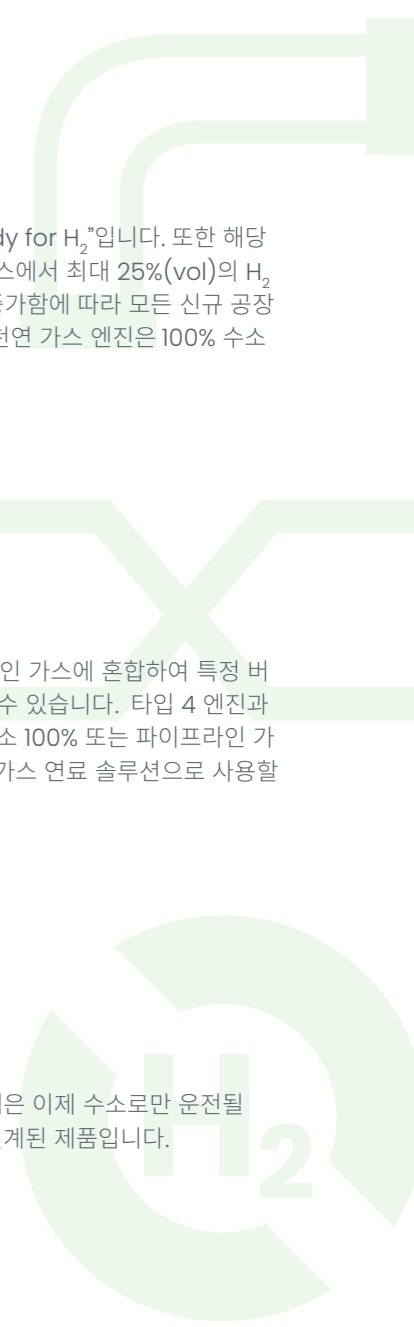 dy for H₂”입니다. 또한 해당
스에서 최대 25%(vol)의 H₂
증가함에 따라 모든 신규 공장
천연 가스 엔진은 100% 수소
인 가스에 혼합하여 특정 버
수 있습니다. 타입 4 엔진과
소 100% 또는 파이프라인 가
가스 연료 솔루션으로 사용할
은 이제 수소로만 운전될
계된 제품입니다.
H₂